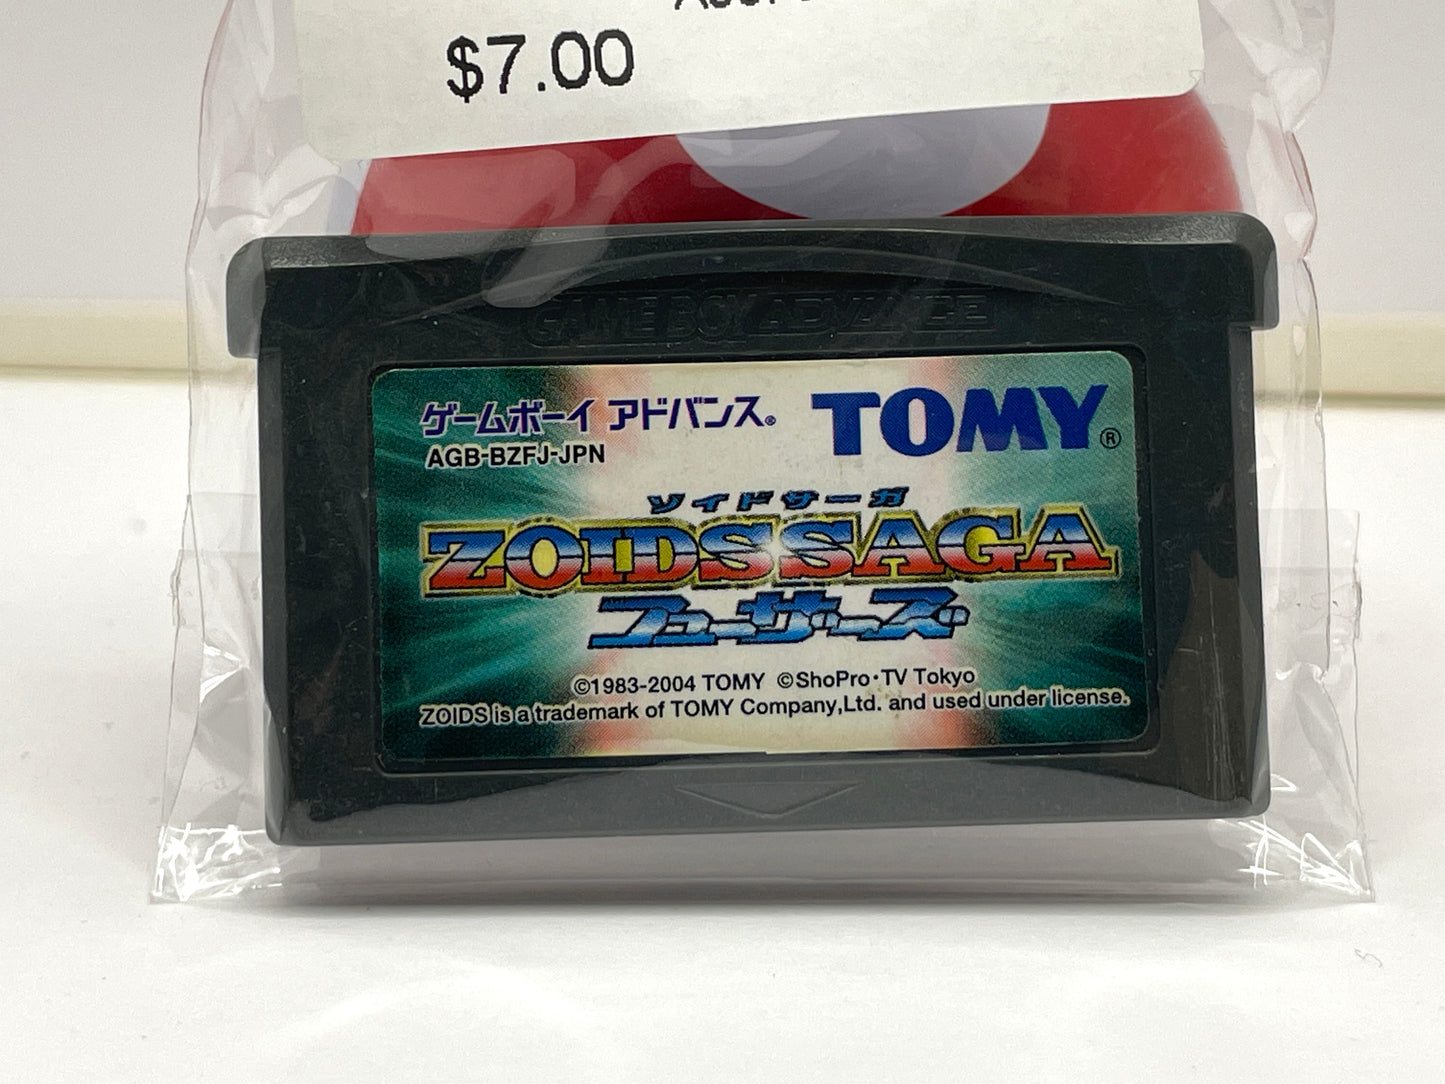 $7.00
GAME BOY ADVANCE
ゲームボーイ アドバンス®
TOMY®
AGB-BZFJ-JPN
ゾイドサーガ
ZOIDS SAGA
フューザーズ
©1983-2004 TOMY ©ShoPro・TV Tokyo
ZOIDS is a trademark of TOMY Company,Ltd. and used under license.